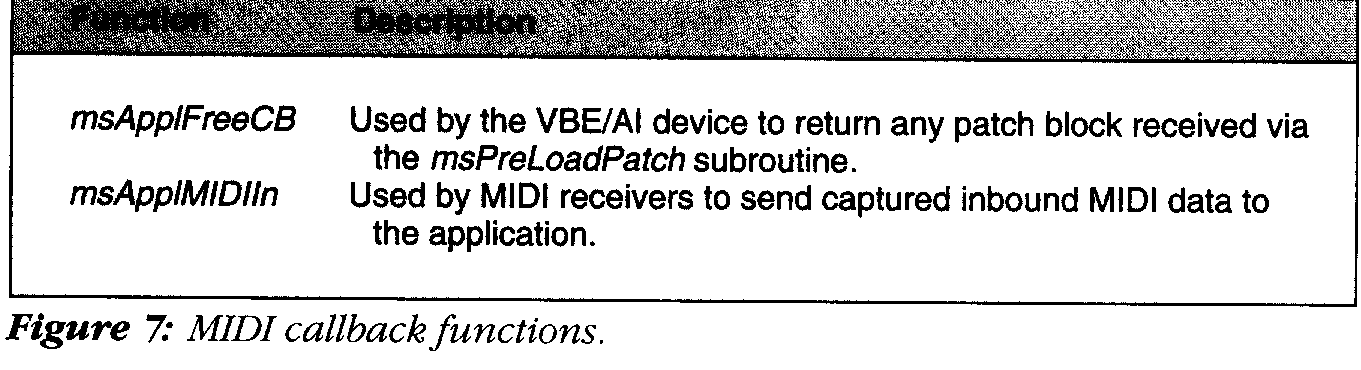 Function Description
msApplFreeCB Used by the VBE/AI device to return any patch block received via
the msPreLoadPatch subroutine.
msApplMIDIIn Used by MIDI receivers to send captured inbound MIDI data to
the application.
Figure 7: MIDI callback functions.